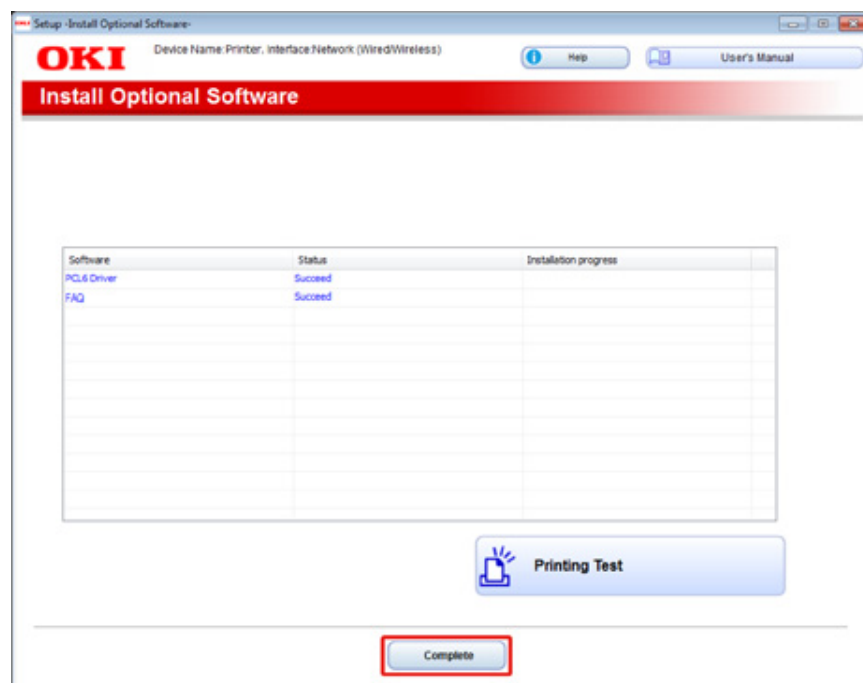 OKI Setup -Install Optional Software-
OKI Device Name:Printer. Interface:Network (Wired/Wireless) Help User's Manual
Install Optional Software
Software Status Installation progress
PCL6 Driver Succeed
FAQ Succeed
Printing Test
Complete